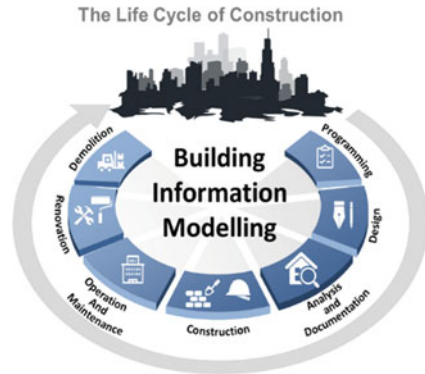 The Life Cycle of Construction
Building
Information
Modelling
Programming
Design
Analysis
and
Documentation
Construction
Operation
And
Maintenance
Renovation
Demolition